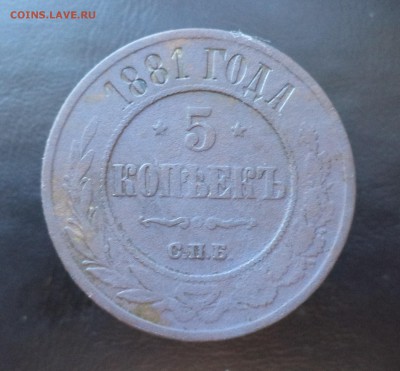 COINS.LAVE.RU
1881 ГОДА
5
КОПѢЕКЪ
С.П.Б.